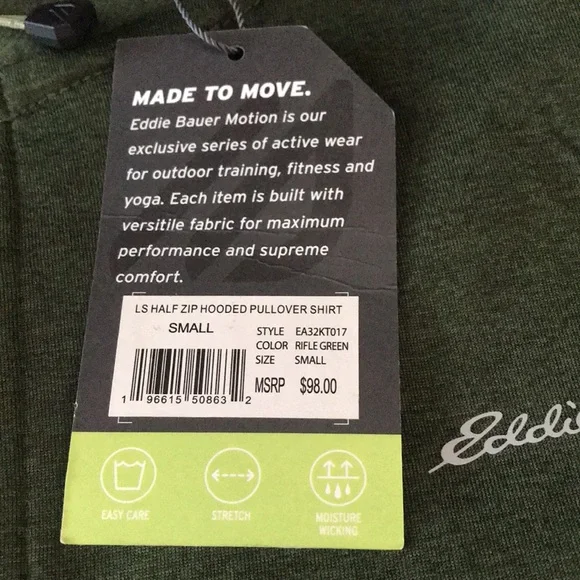 MADE TO MOVE.
Eddie Bauer Motion is our
exclusive series of active wear
for outdoor training, fitness and
yoga. Each item is built with
versitile fabric for maximum
performance and supreme
comfort.
LS HALF ZIP HOODED PULLOVER SHIRT
SMALL
STYLE EA32KT017
COLOR RIFLE GREEN
SIZE SMALL
MSRP $98.00
1 96615 50863 2
Eddie
EASY CARE
STRETCH
MOISTURE
WICKING